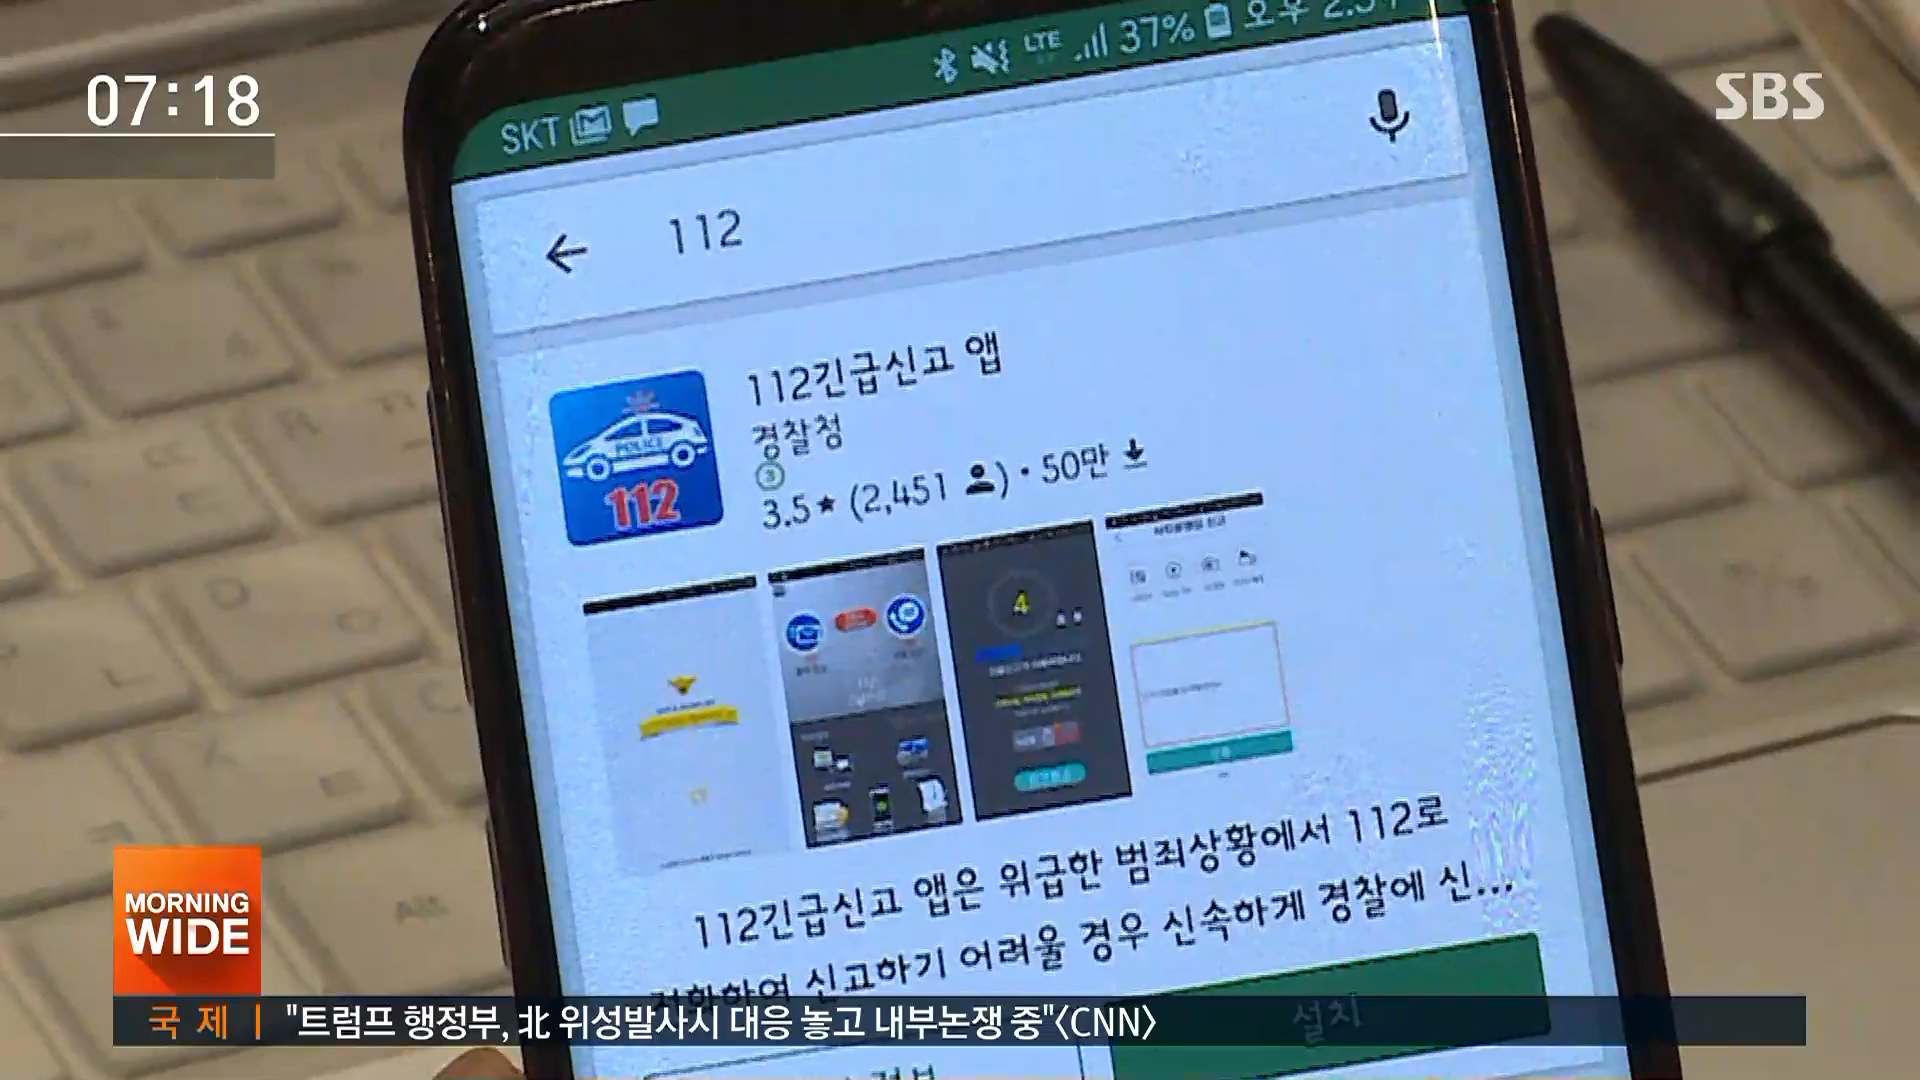 07:18
SBS
SKT LTE 37% 오후
112
112긴급신고 앱
경찰청
3
3.5★ (2,451) · 50만
POLICE
112
4
112긴급신고 앱은 위급한 범죄상황에서 112로
전화하여 신고하기 어려울 경우 신속하게 경찰에 신...
설치
MORNING
WIDE
국제 | "트럼프 행정부, 北 위성발사시 대응 놓고 내부논쟁 중"〈CNN〉